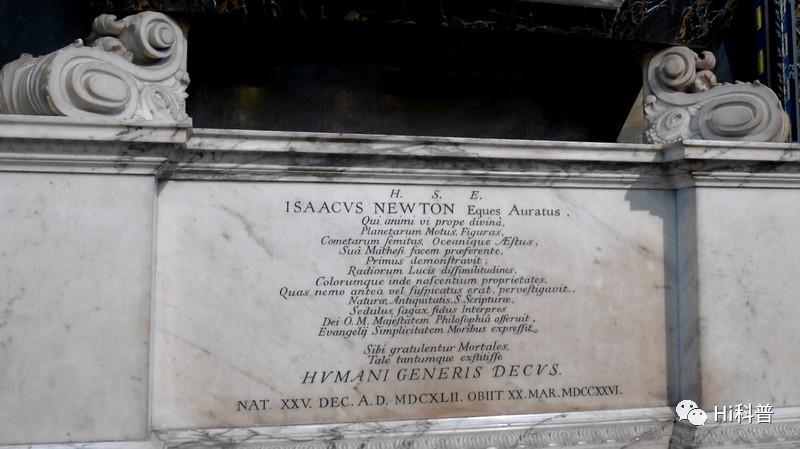 H. S. E.
ISAACVS NEWTON Eques Auratus,
Qui animi vi prope divinâ,
Planetarum Motus, Figuras,
Cometarum ſemitas, Oceanique Æſtus,
Suâ Matheſi facem præferente,
Primus demonſtravit;
Radiorum Lucis diſſimilitudines,
Colorumque inde naſcentium proprietates,
Quas nemo antea vel ſuſpicatus erat, perveſtigavit.
Naturæ, Antiquitatis, S. Scripturæ,
Sedulus, ſagax, fidus Interpres
Dei O. M. Majeſtatem Philoſophiâ aſſeruit,
Evangelij Simplicitatem Moribus expreſſit.
Sibi gratulentur Mortales,
Tale tantumque exſtitiſſe
HVMANI GENERIS DECVS.
NAT. XXV. DEC. A.D. MDCXLII. OBIIT. XX. MAR. MDCCXXVI.
Hi科普